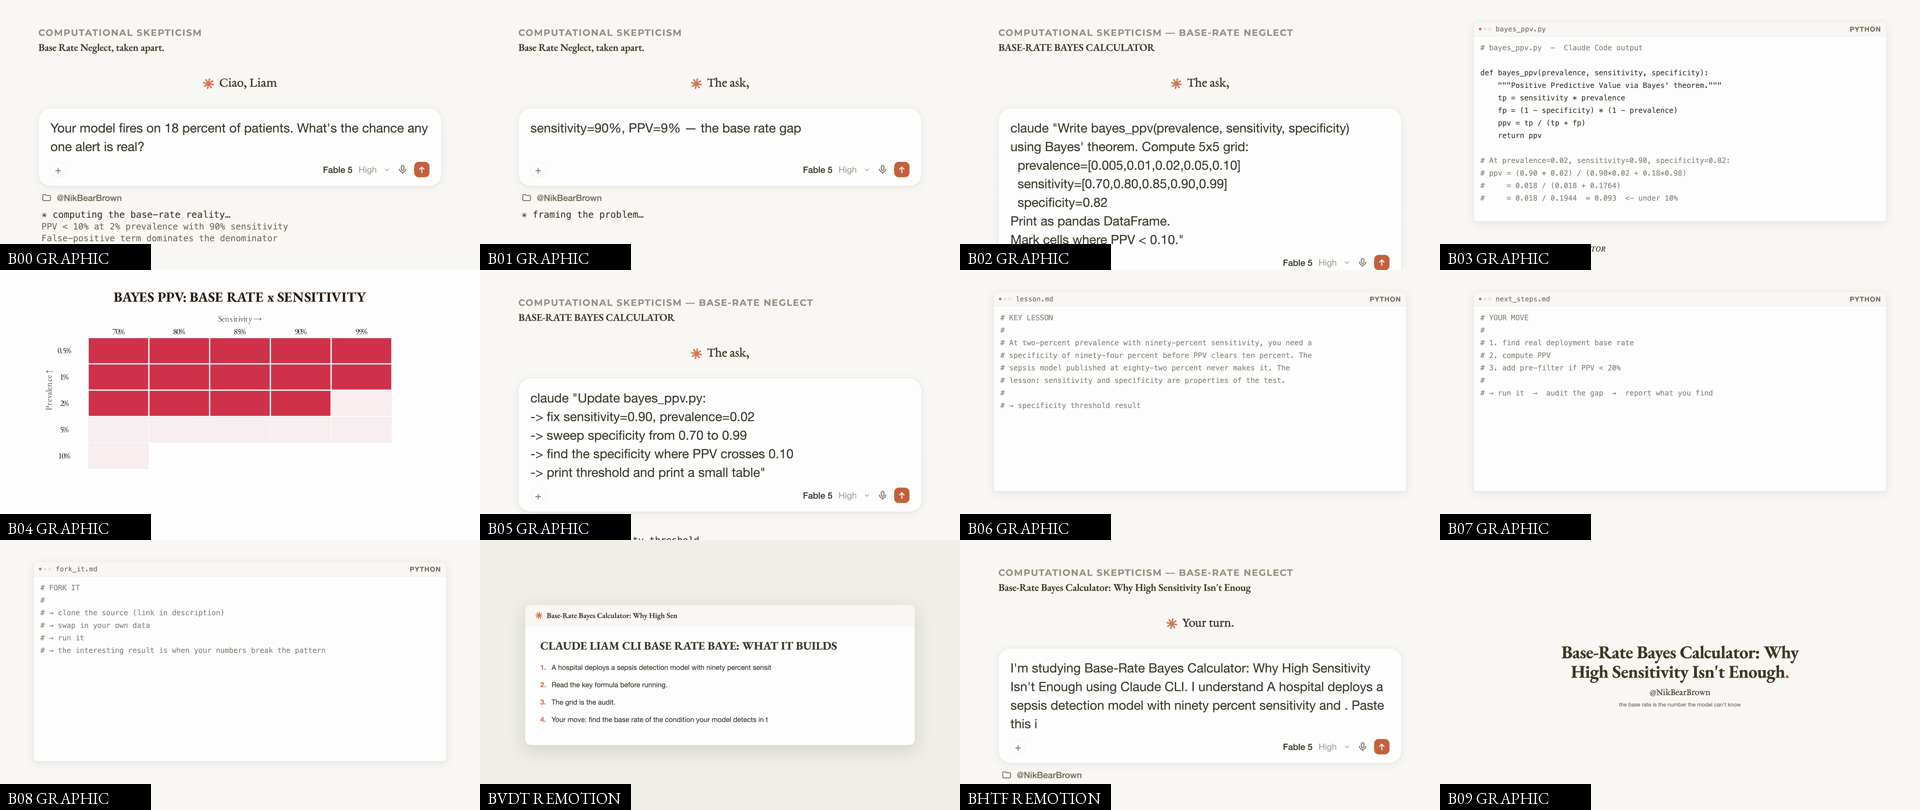 COMPUTATIONAL SKEPTICISM
Base Rate Neglect, taken apart.
Ciao, Liam
Your model fires on 18 percent of patients. What's the chance any
one alert is real?
+
Fable 5 High
@NikBearBrown
✳ computing the base-rate reality…
PPV < 10% at 2% prevalence with 90% sensitivity
False-positive term dominates the denominator
B00 GRAPHIC
COMPUTATIONAL SKEPTICISM
Base Rate Neglect, taken apart.
The ask,
sensitivity=90%, PPV=9% — the base rate gap
+
Fable 5 High
@NikBearBrown
✳ framing the problem…
B01 GRAPHIC
COMPUTATIONAL SKEPTICISM — BASE-RATE NEGLECT
BASE-RATE BAYES CALCULATOR
The ask,
claude "Write bayes_ppv(prevalence, sensitivity, specificity)
using Bayes' theorem. Compute 5x5 grid:
prevalence=[0.005,0.01,0.02,0.05,0.10]
sensitivity=[0.70,0.80,0.85,0.90,0.99]
specificity=0.82
Print as pandas DataFrame.
Mark cells where PPV < 0.10."
Fable 5 High
B02 GRAPHIC
bayes_ppv.py
PYTHON
# bayes_ppv.py — Claude Code output
def bayes_ppv(prevalence, sensitivity, specificity):
"""Positive Predictive Value via Bayes' theorem."""
tp = sensitivity * prevalence
fp = (1 − specificity) * (1 − prevalence)
ppv = tp / (tp + fp)
return ppv
# At prevalence=0.02, sensitivity=0.90, specificity=0.82:
# ppv = (0.90 * 0.02) / (0.90*0.02 + 0.18*0.98)
# = 0.018 / (0.018 + 0.1764)
# = 0.018 / 0.1944 = 0.093 <− under 10%
TOR
B03 GRAPHIC
BAYES PPV: BASE RATE x SENSITIVITY
Sensitivity →
70% 80% 85% 90% 99%
Prevalence ↑
0.5%
1%
2%
5%
10%
B04 GRAPHIC
COMPUTATIONAL SKEPTICISM — BASE-RATE NEGLECT
BASE-RATE BAYES CALCULATOR
The ask,
claude "Update bayes_ppv.py:
-> fix sensitivity=0.90, prevalence=0.02
-> sweep specificity from 0.70 to 0.99
-> find the specificity where PPV crosses 0.10
-> print threshold and print a small table"
+
Fable 5 High
ty threshold
B05 GRAPHIC
lesson.md
PYTHON
# KEY LESSON
#
# At two-percent prevalence with ninety-percent sensitivity, you need a
# specificity of ninety-four percent before PPV clears ten percent. The
# sepsis model published at eighty-two percent never makes it. The
# lesson: sensitivity and specificity are properties of the test.
#
# → specificity threshold result
B06 GRAPHIC
next_steps.md
PYTHON
# YOUR MOVE
#
# 1. find real deployment base rate
# 2. compute PPV
# 3. add pre-filter if PPV < 20%
#
# → run it → audit the gap → report what you find
B07 GRAPHIC
fork_it.md
PYTHON
# FORK IT
#
# → clone the source (link in description)
# → swap in your own data
# → run it
# → the interesting result is when your numbers break the pattern
B08 GRAPHIC
Base-Rate Bayes Calculator: Why High Sen
CLAUDE LIAM CLI BASE RATE BAYE: WHAT IT BUILDS
1. A hospital deploys a sepsis detection model with ninety percent sensit
2. Read the key formula before running.
3. The grid is the audit.
4. Your move: find the base rate of the condition your model detects in t
BVDT REMOTION
COMPUTATIONAL SKEPTICISM — BASE-RATE NEGLECT
Base-Rate Bayes Calculator: Why High Sensitivity Isn't Enoug
Your turn.
I'm studying Base-Rate Bayes Calculator: Why High Sensitivity
Isn't Enough using Claude CLI. I understand A hospital deploys a
sepsis detection model with ninety percent sensitivity and . Paste
this i
+
Fable 5 High
@NikBearBrown
BHTF REMOTION
Base-Rate Bayes Calculator: Why
High Sensitivity Isn't Enough.
@NikBearBrown
the base rate is the number the model can't know
B09 GRAPHIC